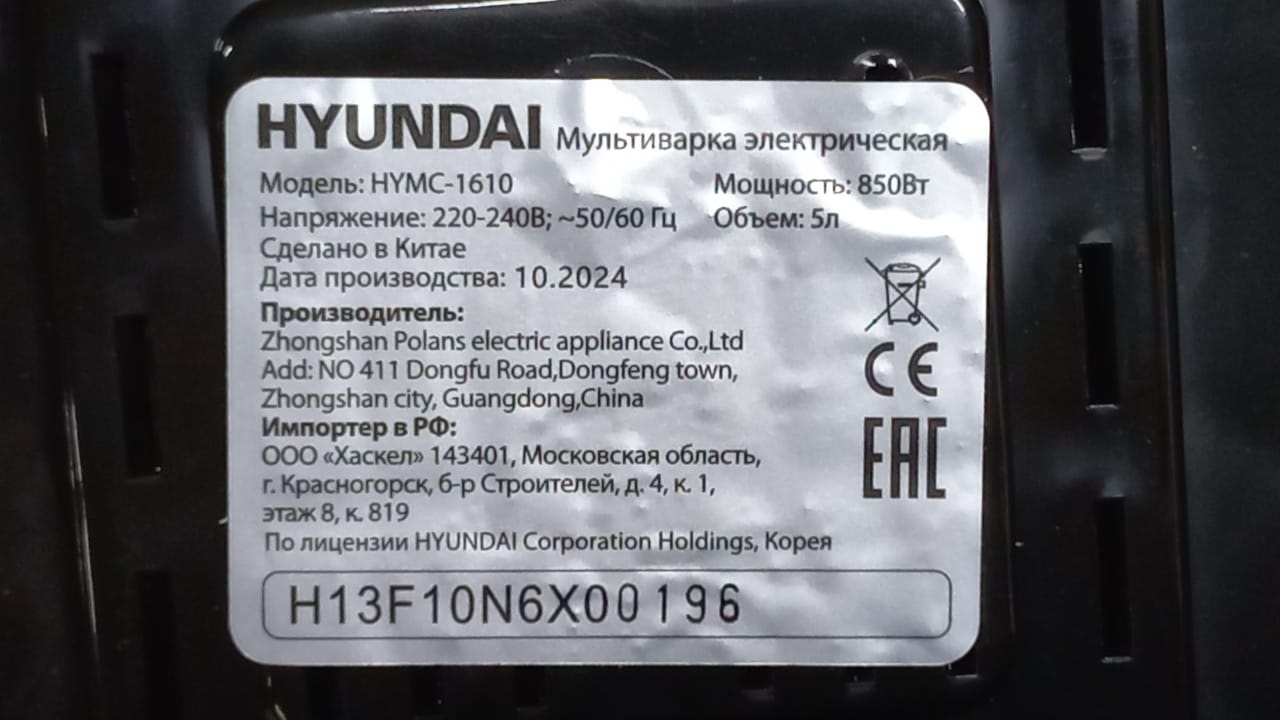 HYUNDAI Мультиварка электрическая
Модель: HYMC-1610 Мощность: 850Вт
Напряжение: 220-240В; ~50/60 Гц Объем: 5л
Сделано в Китае
Дата производства: 10.2024
Производитель:
Zhongshan Polans electric appliance Co.,Ltd
Add: NO 411 Dongfu Road,Dongfeng town,
Zhongshan city, Guangdong,China
Импортер в РФ:
ООО «Хаскел» 143401, Московская область,
г. Красногорск, б-р Строителей, д. 4, к. 1,
этаж 8, к. 819
По лицензии HYUNDAI Corporation Holdings, Корея
CE
EAC
H13F10N6X00196